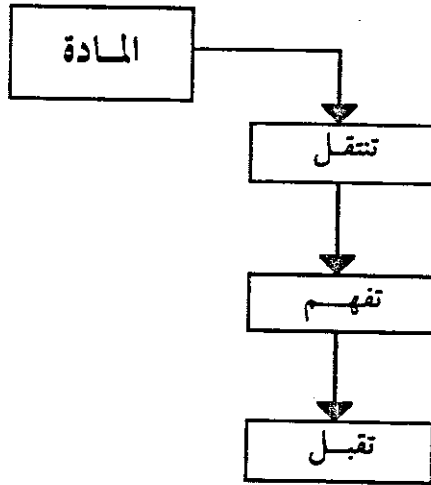 المادة
تنتقل
تفهم
تقبل